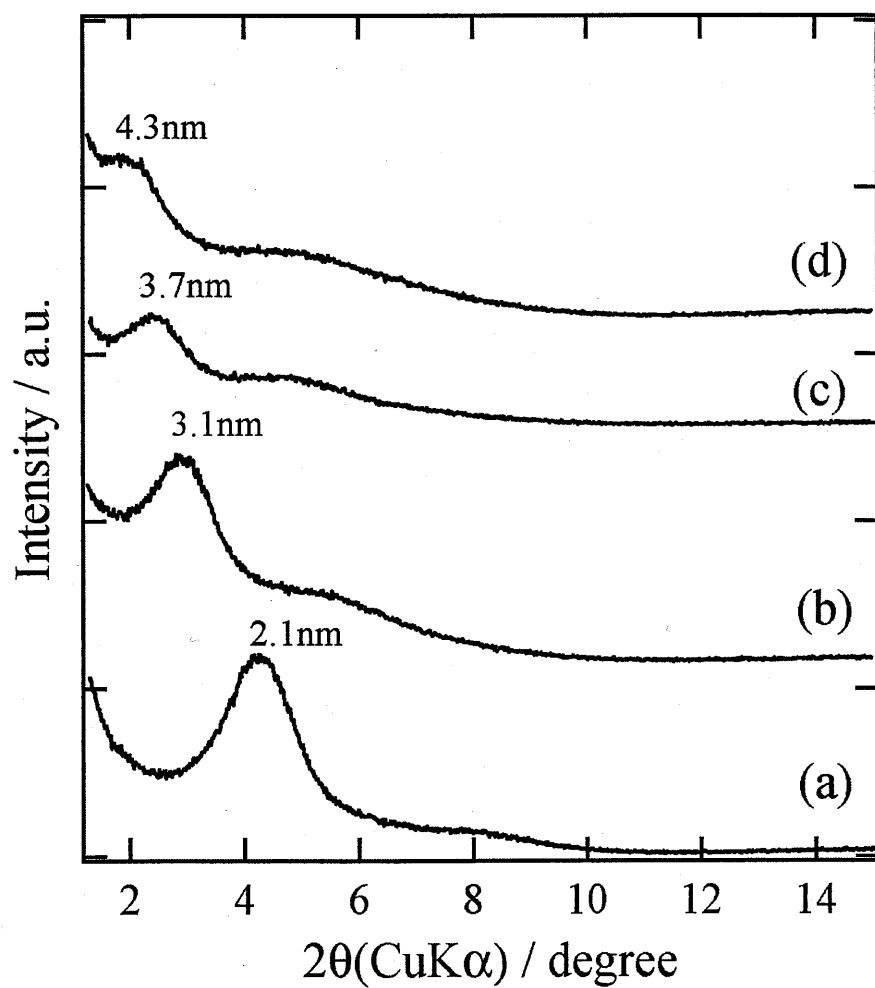 4.3nm
(d)
3.7nm
(c)
3.1nm
(b)
2.1nm
(a)
Intensity / a.u.
2 4 6 8 10 12 14
2θ(CuKα) / degree